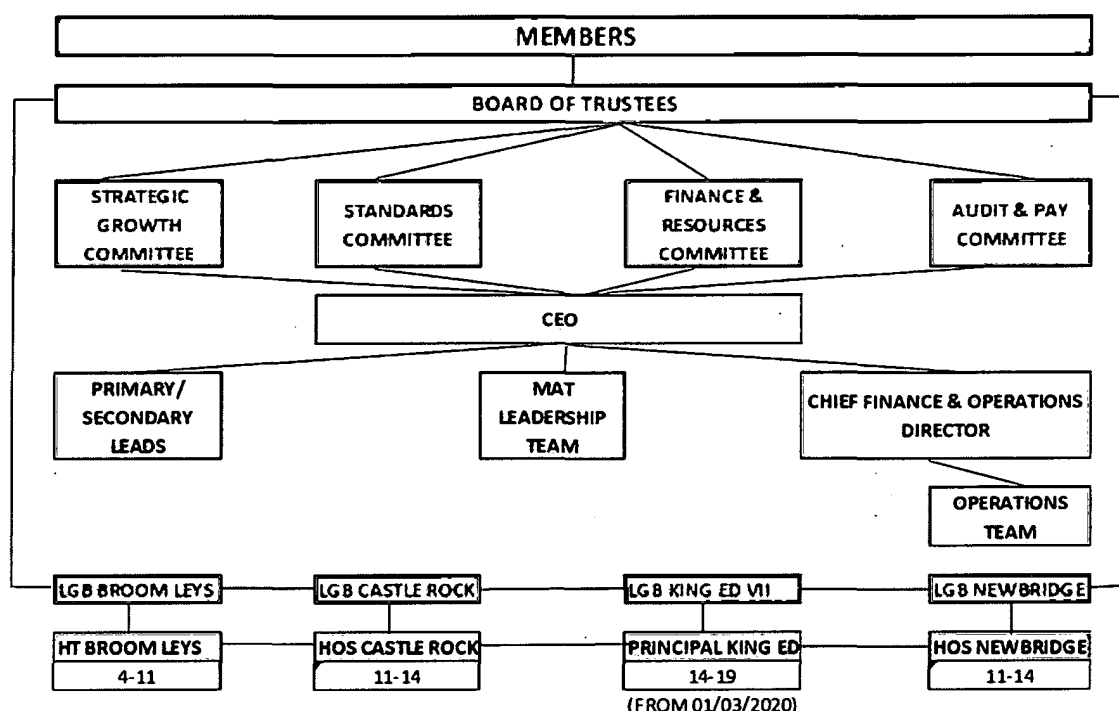 MEMBERS
BOARD OF TRUSTEES
STRATEGIC
GROWTH
COMMITTEE
STANDARDS
COMMITTEE
FINANCE &
RESOURCES
COMMITTEE
AUDIT & PAY
COMMITTEE
CEO
PRIMARY/
SECONDARY
LEADS
MAT
LEADERSHIP
TEAM
CHIEF FINANCE & OPERATIONS
DIRECTOR
OPERATIONS
TEAM
LGB BROOM LEYS
LGB CASTLE ROCK
LGB KING ED VII
LGB NEWBRIDGE
HT BROOM LEYS
HOS CASTLE ROCK
PRINCIPAL KING ED
HOS NEWBRIDGE
4-11
11-14
14-19
11-14
(FROM 01/03/2020)